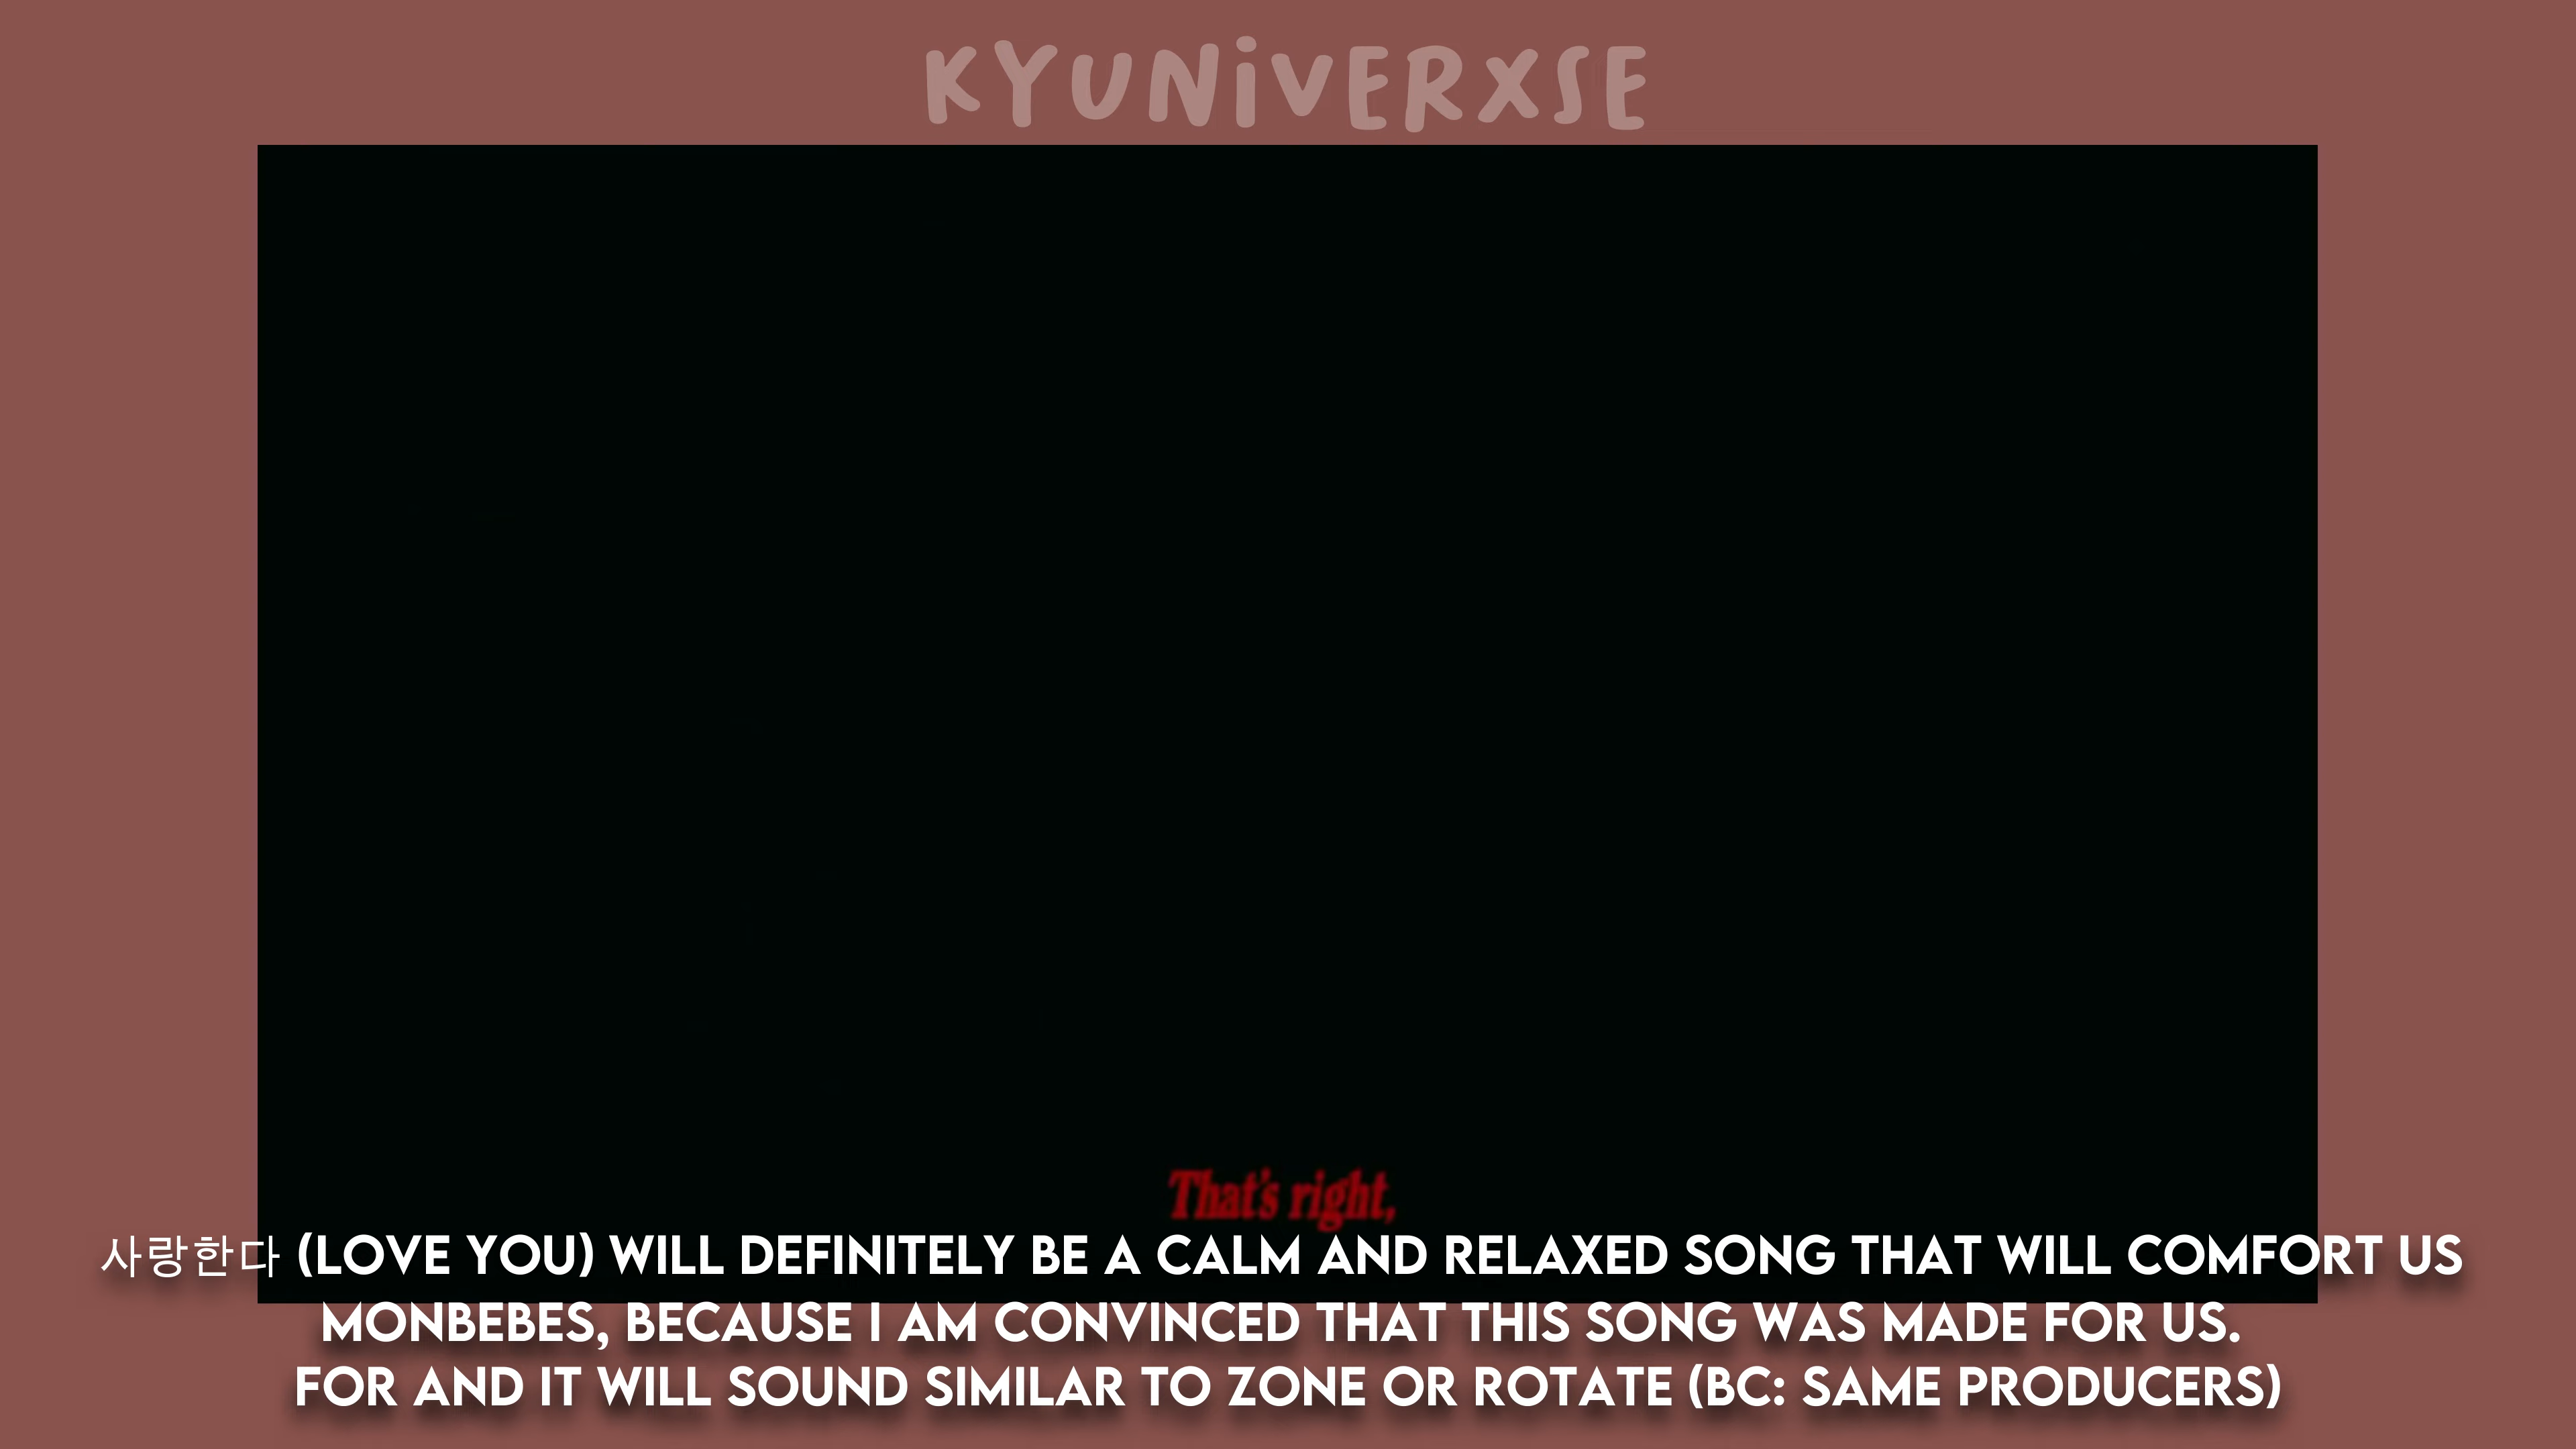 KYUNiVERXSE
That's right,
사랑한다 (LOVE YOU) WILL DEFINITELY BE A CALM AND RELAXED SONG THAT WILL COMFORT US
MONBEBES, BECAUSE I AM CONVINCED THAT THIS SONG WAS MADE FOR US.
FOR AND IT WILL SOUND SIMILAR TO ZONE OR ROTATE (BC: SAME PRODUCERS)